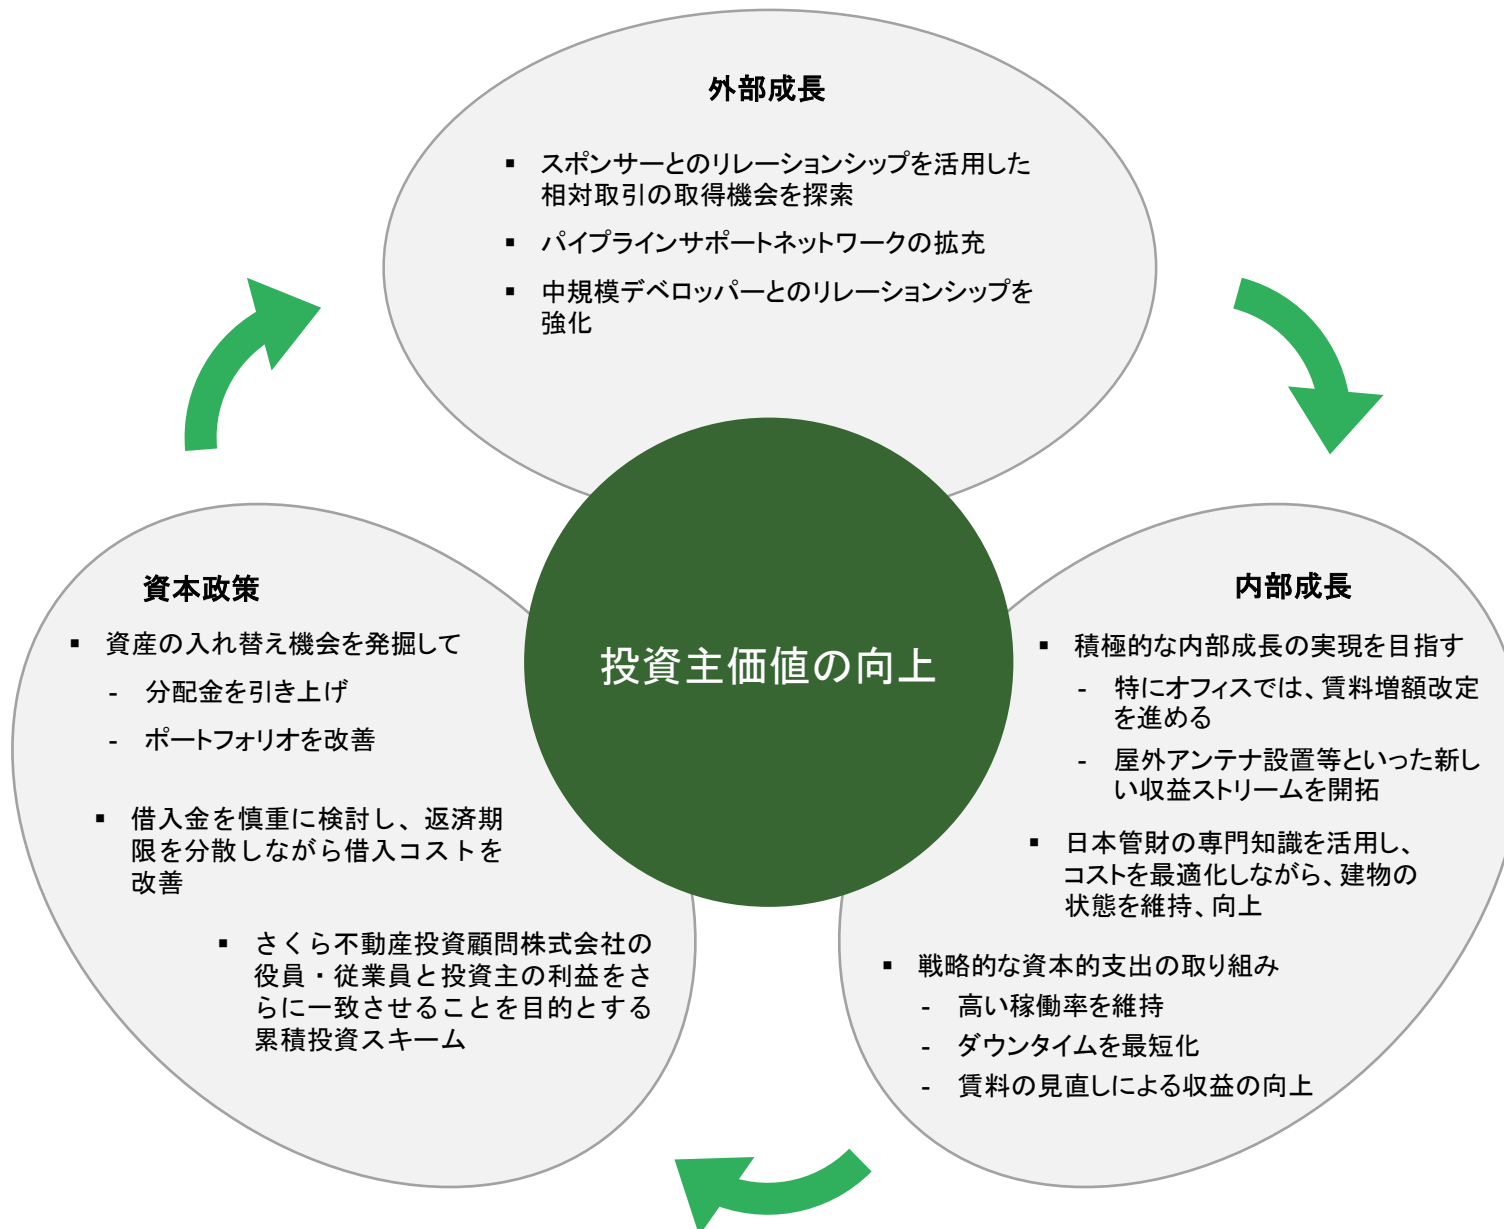 外部成長
▪ スポンサーとのリレーションシップを活用した
相対取引の取得機会を探索
▪ パイプラインサポートネットワークの拡充
▪ 中規模デベロッパーとのリレーションシップを
強化
投資主価値の向上
内部成長
▪ 積極的な内部成長の実現を目指す
- 特にオフィスでは、賃料増額改定
を進める
- 屋外アンテナ設置等といった新し
い収益ストリームを開拓
▪ 日本管財の専門知識を活用し、
コストを最適化しながら、建物の
状態を維持、向上
▪ 戦略的な資本的支出の取り組み
- 高い稼働率を維持
- ダウンタイムを最短化
- 賃料の見直しによる収益の向上
資本政策
▪ 資産の入れ替え機会を発掘して
- 分配金を引き上げ
- ポートフォリオを改善
▪ 借入金を慎重に検討し、返済期
限を分散しながら借入コストを
改善
▪ さくら不動産投資顧問株式会社の
役員・従業員と投資主の利益をさ
らに一致させることを目的とする
累積投資スキーム